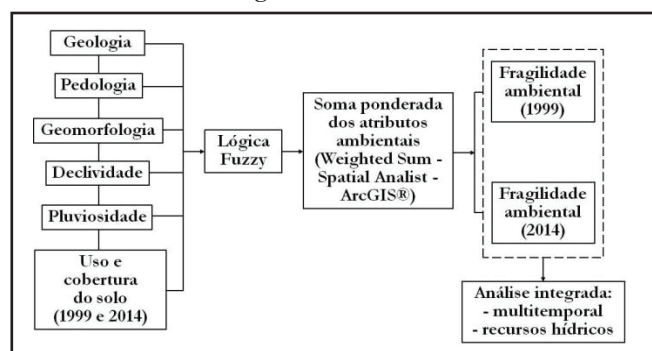 Geologia
Pedologia
Geomorfologia
Declividade
Pluviosidade
Uso e
cobertura
do solo
(1999 e 2014)
Lógica
Fuzzy
Soma ponderada
dos atributos
ambientais
(Weighted Sum -
Spatial Analist -
ArcGIS®)
Fragilidade
ambiental
(1999)
Fragilidade
ambiental
(2014)
Análise integrada:
- multitemporal
- recursos hídricos